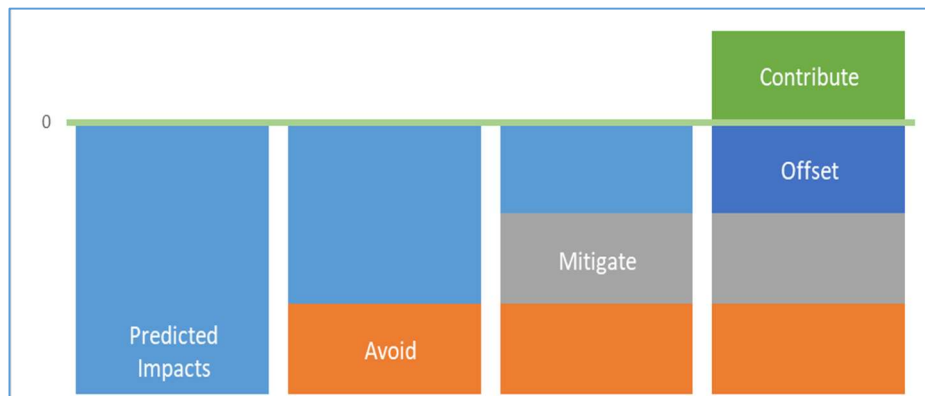 Contribute
0
Offset
Mitigate
Predicted
Impacts
Avoid